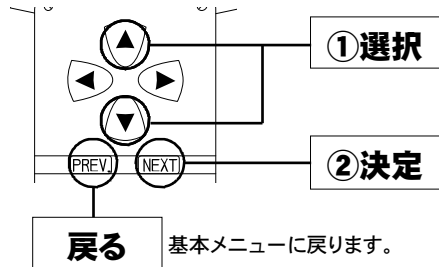 ①選択
PREV.
NEXT
②決定
戻る
基本メニューに戻ります。